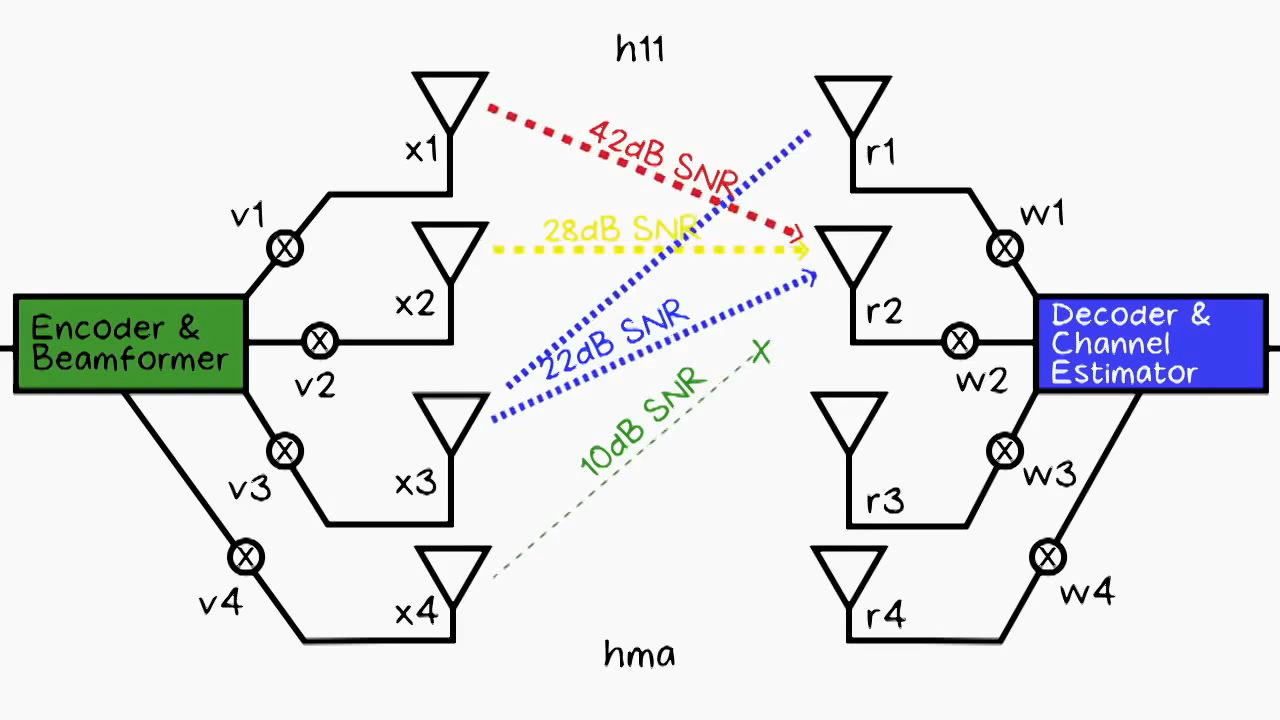 h11
x1
42dB SNR
r1
v1
w1
28dB SNR
x2
r2
Encoder &
Beamformer
Decoder &
Channel
Estimator
22dB SNR
v2
w2
10dB SNR
v3
x3
r3
w3
v4
x4
r4
w4
hma